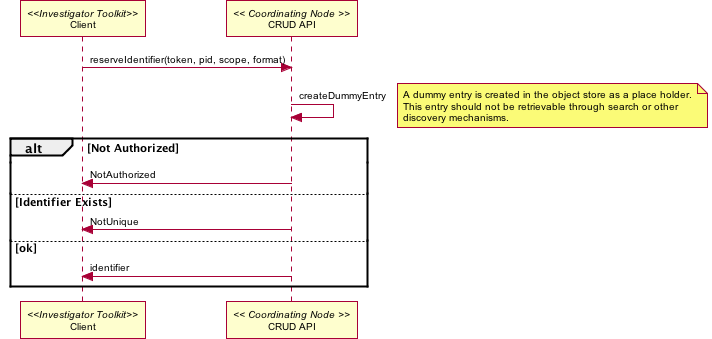 <<Investigator Toolkit>>
Client
<< Coordinating Node >>
CRUD API
reserveIdentifier(token, pid, scope, format)
createDummyEntry
A dummy entry is created in the object store as a place holder.
This entry should not be retrievable through search or other
discovery mechanisms.
alt
[Not Authorized]
NotAuthorized
[Identifier Exists]
NotUnique
[ok]
identifier
<<Investigator Toolkit>>
Client
<< Coordinating Node >>
CRUD API